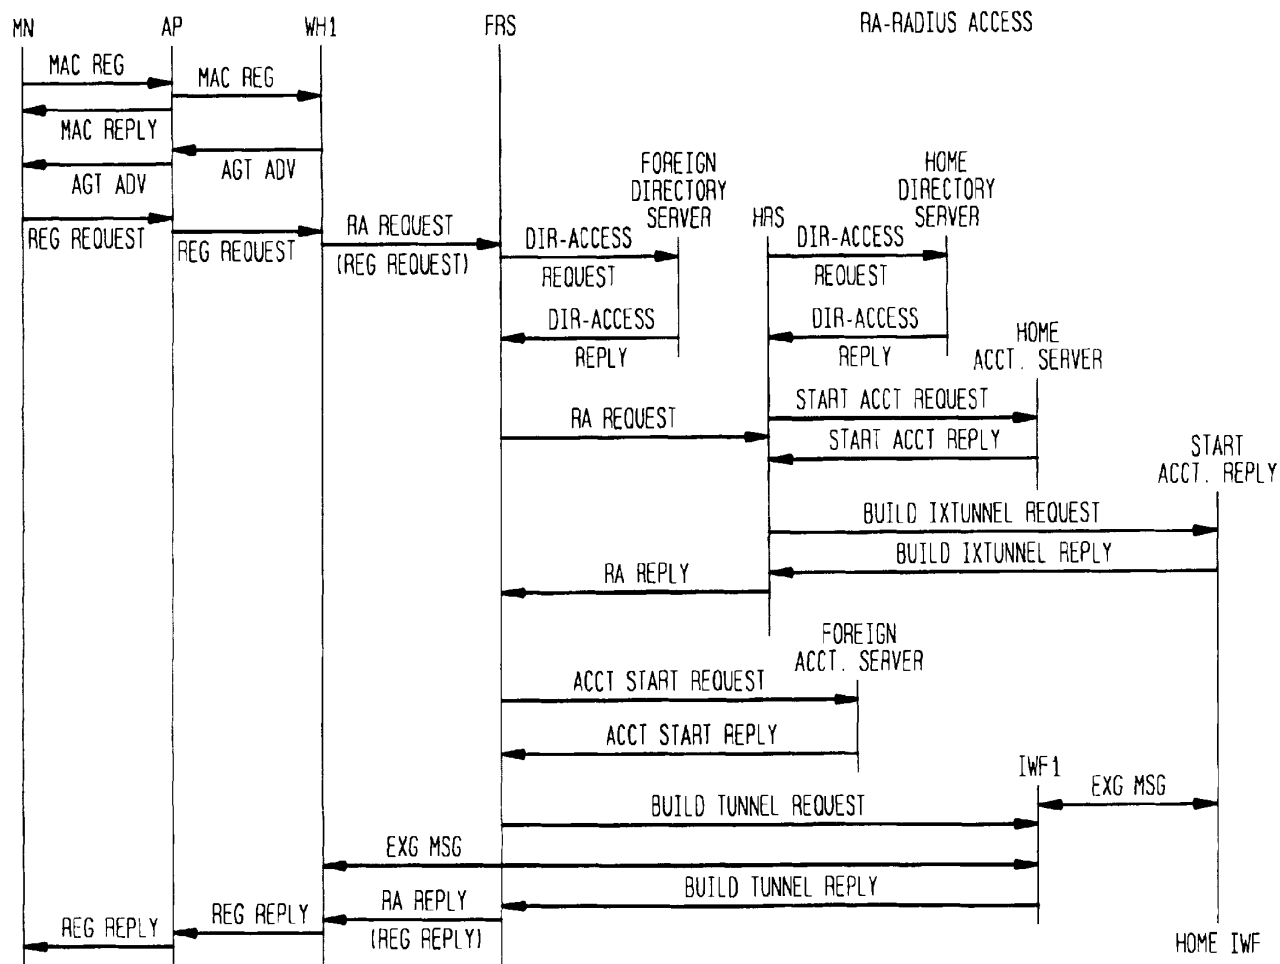 RA-RADIUS ACCESS
MN
AP
WH1
FRS
MAC REG
MAC REG
MAC REPLY
AGT ADV
AGT ADV
FOREIGN
DIRECTORY
SERVER
HRS
HOME
DIRECTORY
SERVER
REG REQUEST
REG REQUEST
RA REQUEST
(REG REQUEST)
DIR-ACCESS
REQUEST
DIR-ACCESS
REQUEST
DIR-ACCESS
REPLY
DIR-ACCESS
REPLY
HOME
ACCT. SERVER
RA REQUEST
START ACCT REQUEST
START ACCT REPLY
START
ACCT. REPLY
BUILD IXTUNNEL REQUEST
BUILD IXTUNNEL REPLY
RA REPLY
FOREIGN
ACCT. SERVER
ACCT START REQUEST
ACCT START REPLY
IWF1
EXG MSG
BUILD TUNNEL REQUEST
EXG MSG
BUILD TUNNEL REPLY
RA REPLY
(REG REPLY)
REG REPLY
REG REPLY
HOME IWF